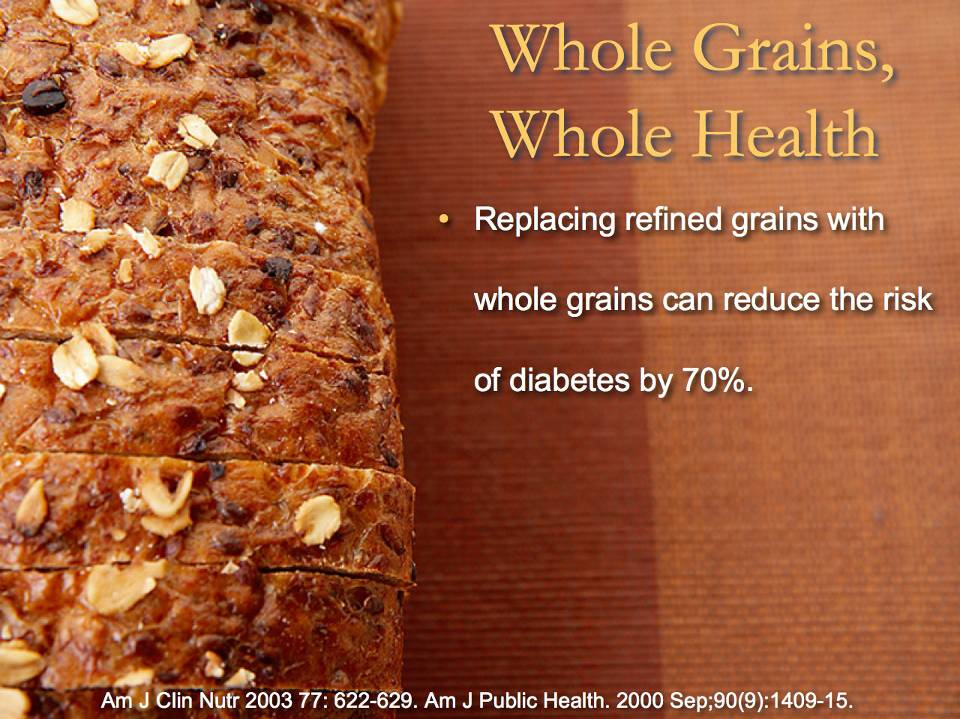 Whole Grains,
Whole Health
• Replacing refined grains with
whole grains can reduce the risk
of diabetes by 70%.
Am J Clin Nutr 2003 77: 622-629. Am J Public Health. 2000 Sep;90(9):1409-15.